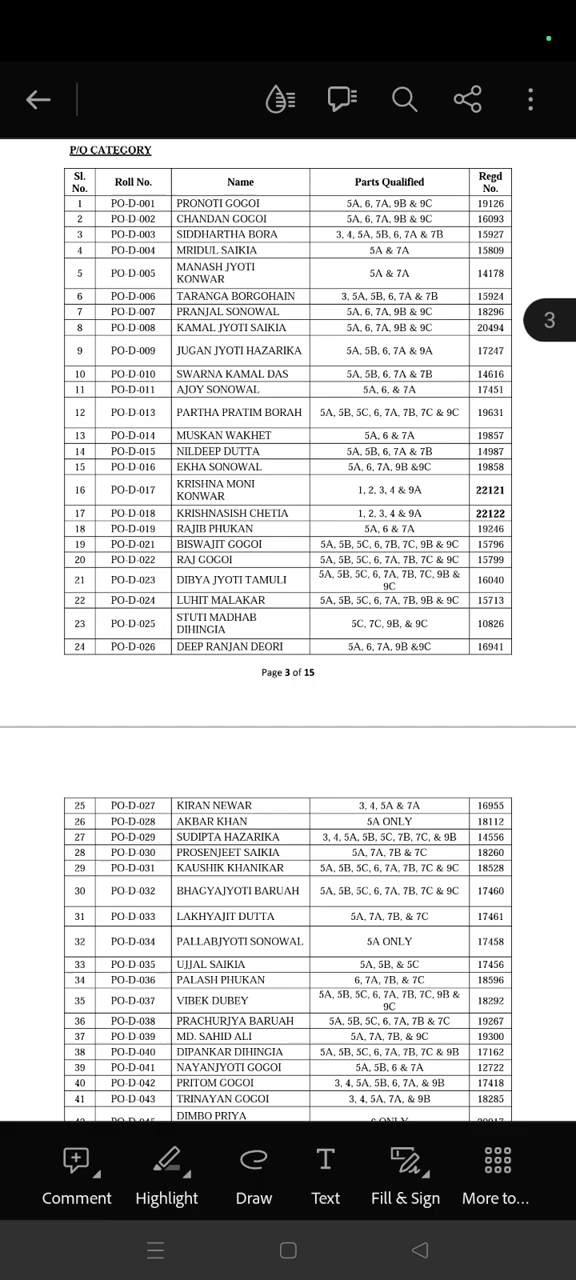 P/O CATEGORY
Sl. No. Roll No. Name Parts Qualified Regd No.
1 PO-D-001 PRONOTI GOGOI 5A, 6, 7A, 9B & 9C 19126
2 PO-D-002 CHANDAN GOGOI 5A, 6, 7A, 9B & 9C 16093
3 PO-D-003 SIDDHARTHA BORA 3, 4, 5A, 5B, 6, 7A & 7B 15927
4 PO-D-004 MRIDUL SAIKIA 5A & 7A 15809
5 PO-D-005 MANASH JYOTI KONWAR 5A & 7A 14178
6 PO-D-006 TARANGA BORGOHAIN 3, 5A, 5B, 6, 7A & 7B 15924
7 PO-D-007 PRANJAL SONOWAL 5A, 6, 7A, 9B & 9C 18296
8 PO-D-008 KAMAL JYOTI SAIKIA 5A, 6, 7A, 9B & 9C 20494
9 PO-D-009 JUGAN JYOTI HAZARIKA 5A, 5B, 6, 7A & 9A 17247
10 PO-D-010 SWARNA KAMAL DAS 5A, 5B, 6, 7A & 7B 14616
11 PO-D-011 AJOY SONOWAL 5A, 6, & 7A 17451
12 PO-D-013 PARTHA PRATIM BORAH 5A, 5B, 5C, 6, 7A, 7B, 7C & 9C 19631
13 PO-D-014 MUSKAN WAKHET 5A, 6 & 7A 19857
14 PO-D-015 NILDEEP DUTTA 5A, 5B, 6, 7A & 7B 14987
15 PO-D-016 EKHA SONOWAL 5A, 6, 7A, 9B &9C 19858
16 PO-D-017 KRISHNA MONI KONWAR 1, 2, 3, 4 & 9A 22121
17 PO-D-018 KRISHNASISH CHETIA 1, 2, 3, 4 & 9A 22122
18 PO-D-019 RAJIB PHUKAN 5A, 6 & 7A 19246
19 PO-D-021 BISWAJIT GOGOI 5A, 5B, 5C, 6, 7B, 7C, 9B & 9C 15796
20 PO-D-022 RAJ GOGOI 5A, 5B, 5C, 6, 7A, 7B, 7C & 9C 15799
21 PO-D-023 DIBYA JYOTI TAMULI 5A, 5B, 5C, 6, 7A, 7B, 7C, 9B & 9C 16040
22 PO-D-024 LUHIT MALAKAR 5A, 5B, 5C, 6, 7A, 7B, 9B & 9C 15713
23 PO-D-025 STUTI MADHAB DIHINGIA 5C, 7C, 9B, & 9C 10826
24 PO-D-026 DEEP RANJAN DEORI 5A, 6, 7A, 9B &9C 16941
Page 3 of 15
3
25 PO-D-027 KIRAN NEWAR 3, 4, 5A & 7A 16955
26 PO-D-028 AKBAR KHAN 5A ONLY 18112
27 PO-D-029 SUDIPTA HAZARIKA 3, 4, 5A, 5B, 5C, 7B, 7C, & 9B 14556
28 PO-D-030 PROSENJEET SAIKIA 5A, 7A, 7B & 7C 18260
29 PO-D-031 KAUSHIK KHANIKAR 5A, 5B, 5C, 6, 7A, 7B, 7C & 9C 18528
30 PO-D-032 BHAGYAJYOTI BARUAH 5A, 5B, 5C, 6, 7A, 7B, 7C & 9C 17460
31 PO-D-033 LAKHYAJIT DUTTA 5A, 7A, 7B, & 7C 17461
32 PO-D-034 PALLABJYOTI SONOWAL 5A ONLY 17458
33 PO-D-035 UJJAL SAIKIA 5A, 5B, & 5C 17456
34 PO-D-036 PALASH PHUKAN 6, 7A, 7B, & 7C 18596
35 PO-D-037 VIBEK DUBEY 5A, 5B, 5C, 6, 7A, 7B, 7C, 9B & 9C 18292
36 PO-D-038 PRACHURJYA BARUAH 5A, 5B, 5C, 6, 7A, 7B & 7C 19267
37 PO-D-039 MD. SAHID ALI 5A, 7A, 7B, & 9C 19300
38 PO-D-040 DIPANKAR DIHINGIA 5A, 5B, 5C, 6, 7A, 7B, 7C & 9B 17162
39 PO-D-041 NAYANJYOTI GOGOI 5A, 5B, 6 & 7A 12722
40 PO-D-042 PRITOM GOGOI 3, 4, 5A, 5B, 6, 7A, & 9B 17418
41 PO-D-043 TRINAYAN GOGOI 3, 4, 5A, 7A, & 9B 18285
DIMBO PRIYA
Comment Highlight Draw Text Fill & Sign More to...